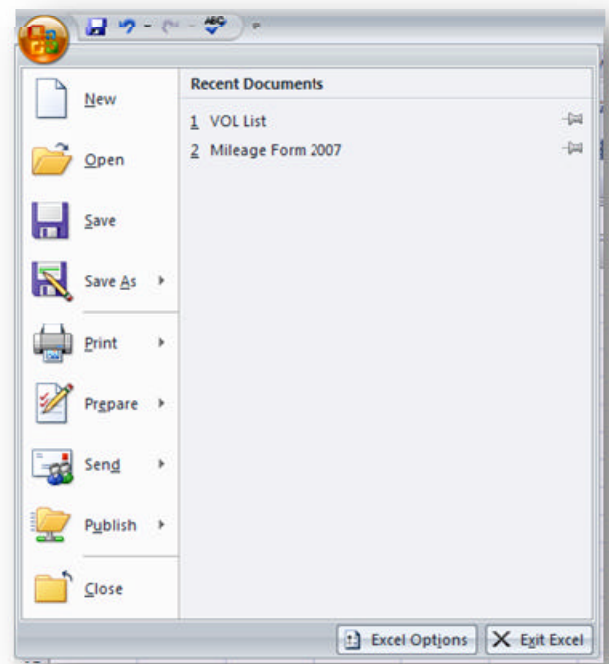 ABC
Recent Documents
New
1 VOL List
2 Mileage Form 2007
Open
Save
Save As
Print
Prepare
Send
Publish
Close
Excel Options
Exit Excel